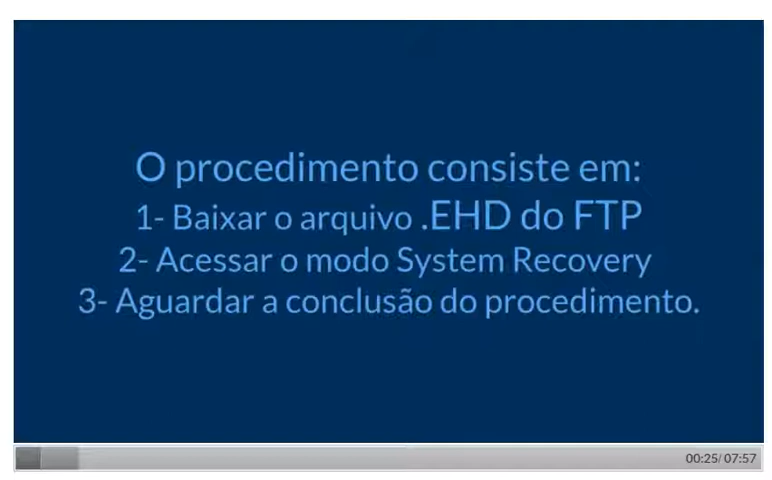 O procedimento consiste em:
1- Baixar o arquivo .EHD do FTP
2- Acessar o modo System Recovery
3- Aguardar a conclusão do procedimento.
00:25/07:57